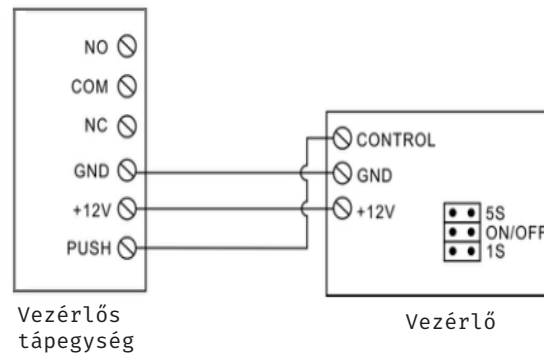 NO
COM
NC
GND
+12V
PUSH
CONTROL
GND
+12V
5S
ON/OFF
1S
Vezérlős
tápegység
Vezérlő